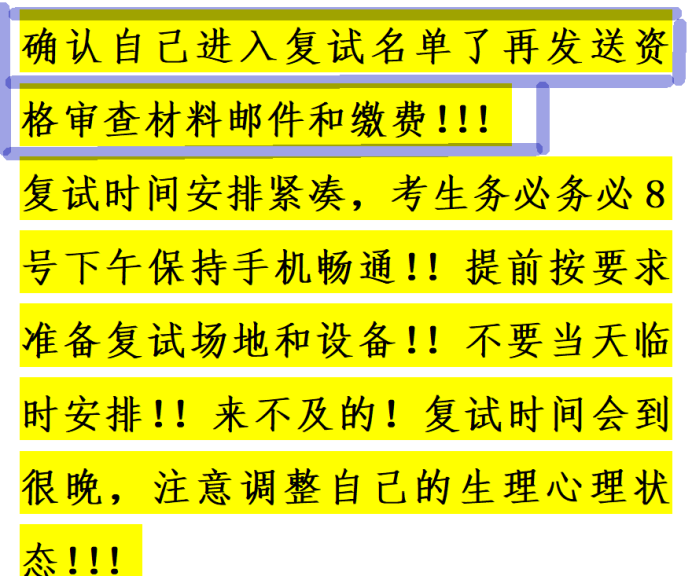 确认自己进入复试名单了再发送资
格审查材料邮件和缴费!!!
复试时间安排紧凑，考生务必务必 8
号下午保持手机畅通!! 提前按要求
准备复试场地和设备!! 不要当天临
时安排!! 来不及的! 复试时间会到
很晚，注意调整自己的生理心理状
态!!!